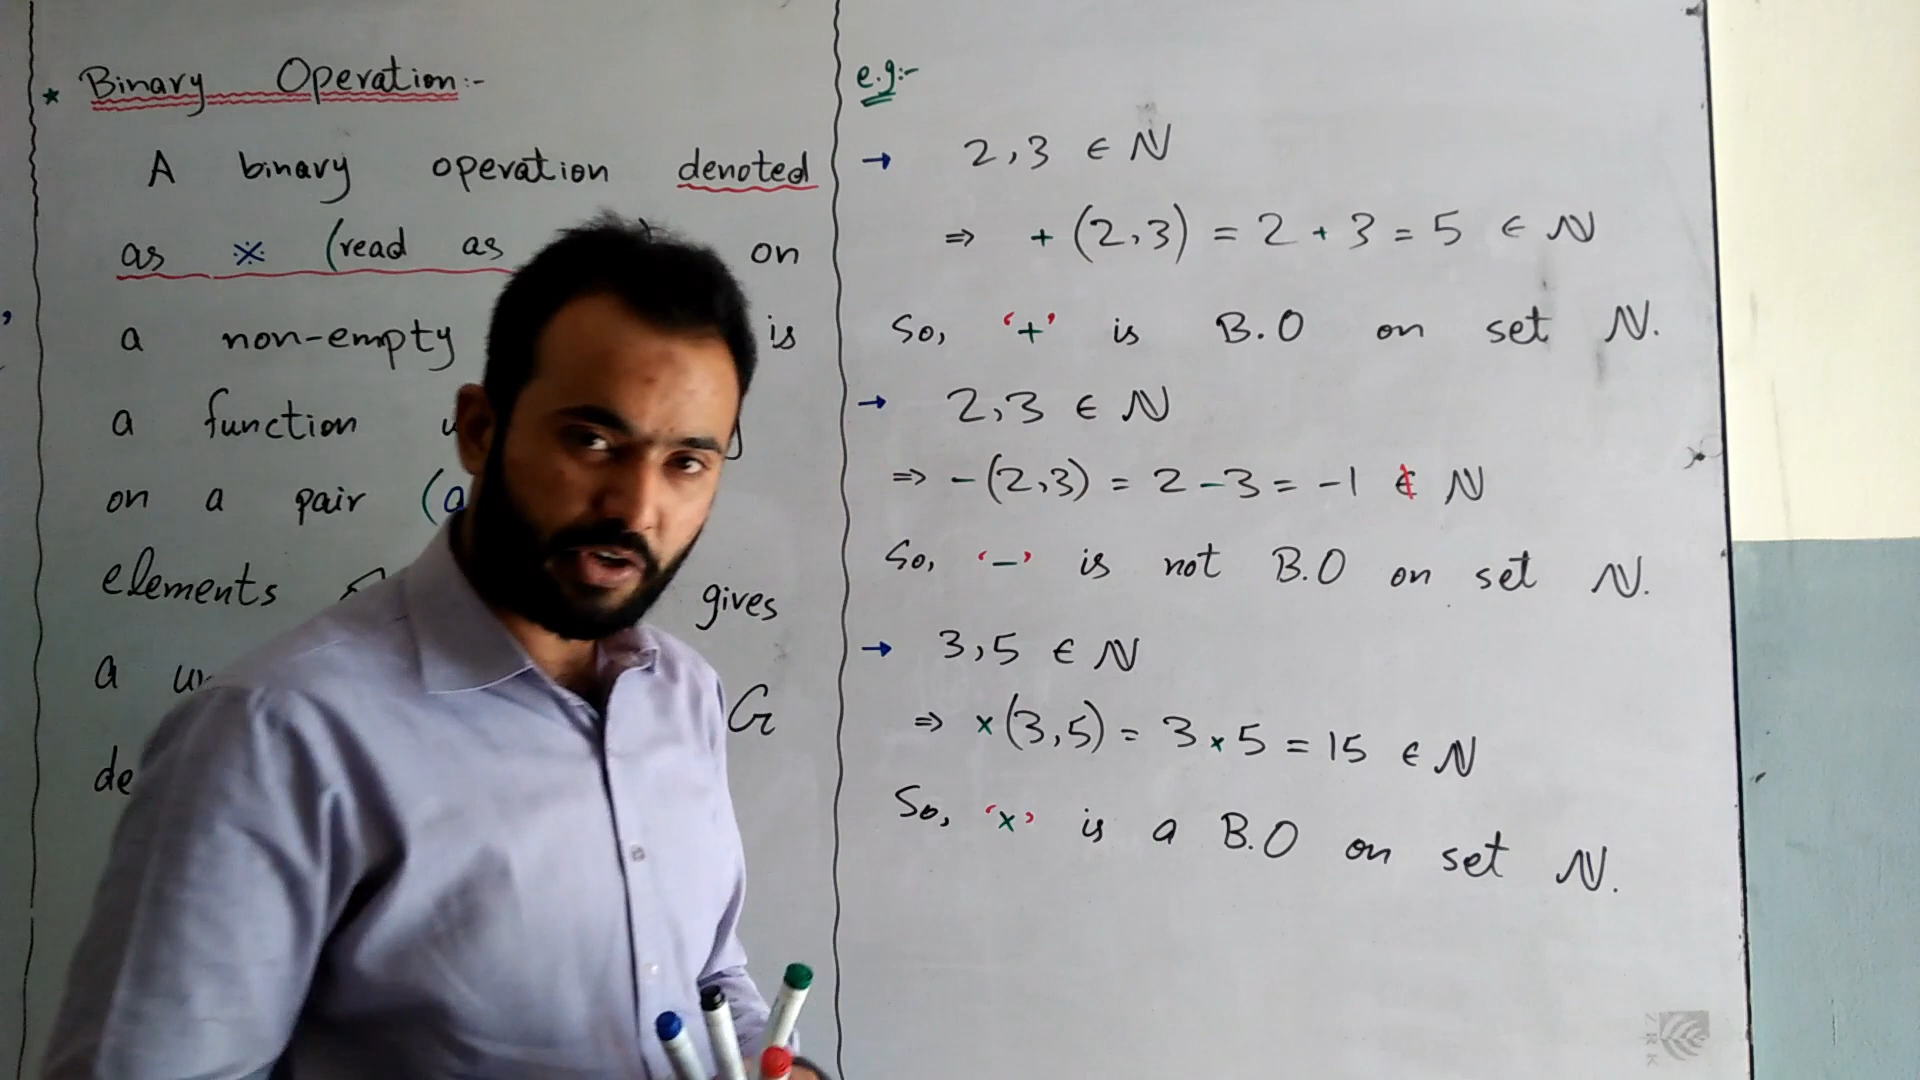 * Binary Operation:-
A binary operation denoted
as ※ (read as on
a non-empty is
a function
on a pair (a
elements gives
a G
e.g:-
→ 2,3 ∈ N
⇒ +(2,3) = 2+3 = 5 ∈ N
So, '+' is B.O on set N.
→ 2,3 ∈ N
⇒ -(2,3) = 2-3 = -1 ∉ N
So, '-' is not B.O on set N.
→ 3,5 ∈ N
⇒ ×(3,5) = 3×5 = 15 ∈ N
So, 'x' is a B.O on set N.
ZRK